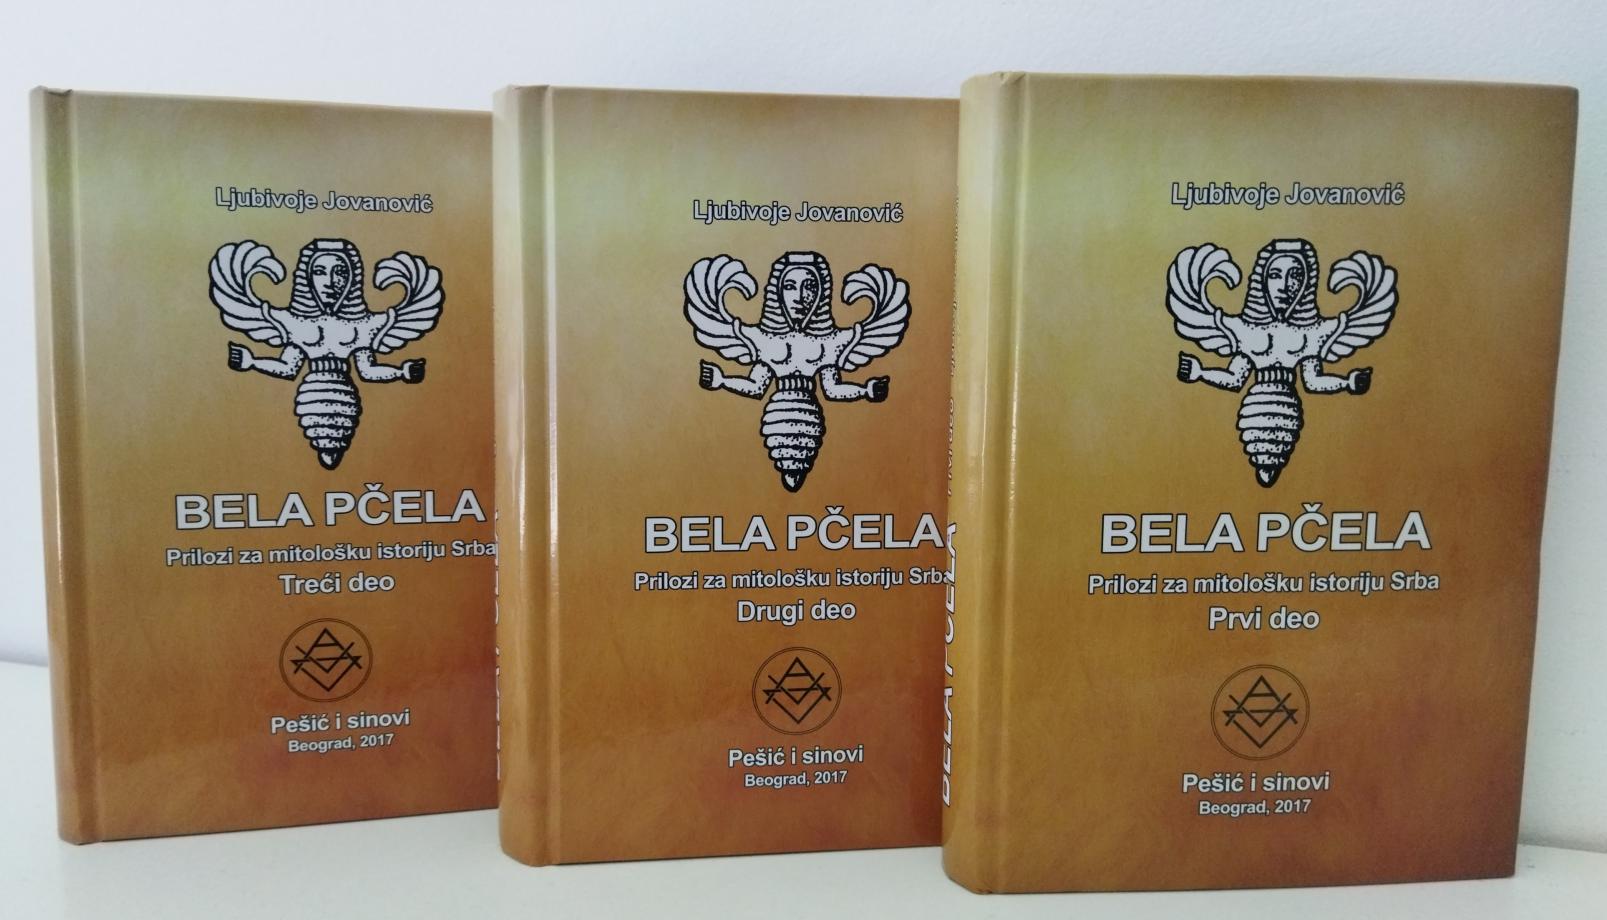 Ljubivoje Jovanović
BELA PČELA
Prilozi za mitološku istoriju Srba
Treći deo
Pešić i sinovi
Beograd, 2017
Ljubivoje Jovanović
BELA PČELA
Prilozi za mitološku istoriju Srba
Drugi deo
Pešić i sinovi
Beograd, 2017
BELA PČELA
Ljubivoje Jovanović
BELA PČELA
Prilozi za mitološku istoriju Srba
Prvi deo
Pešić i sinovi
Beograd, 2017